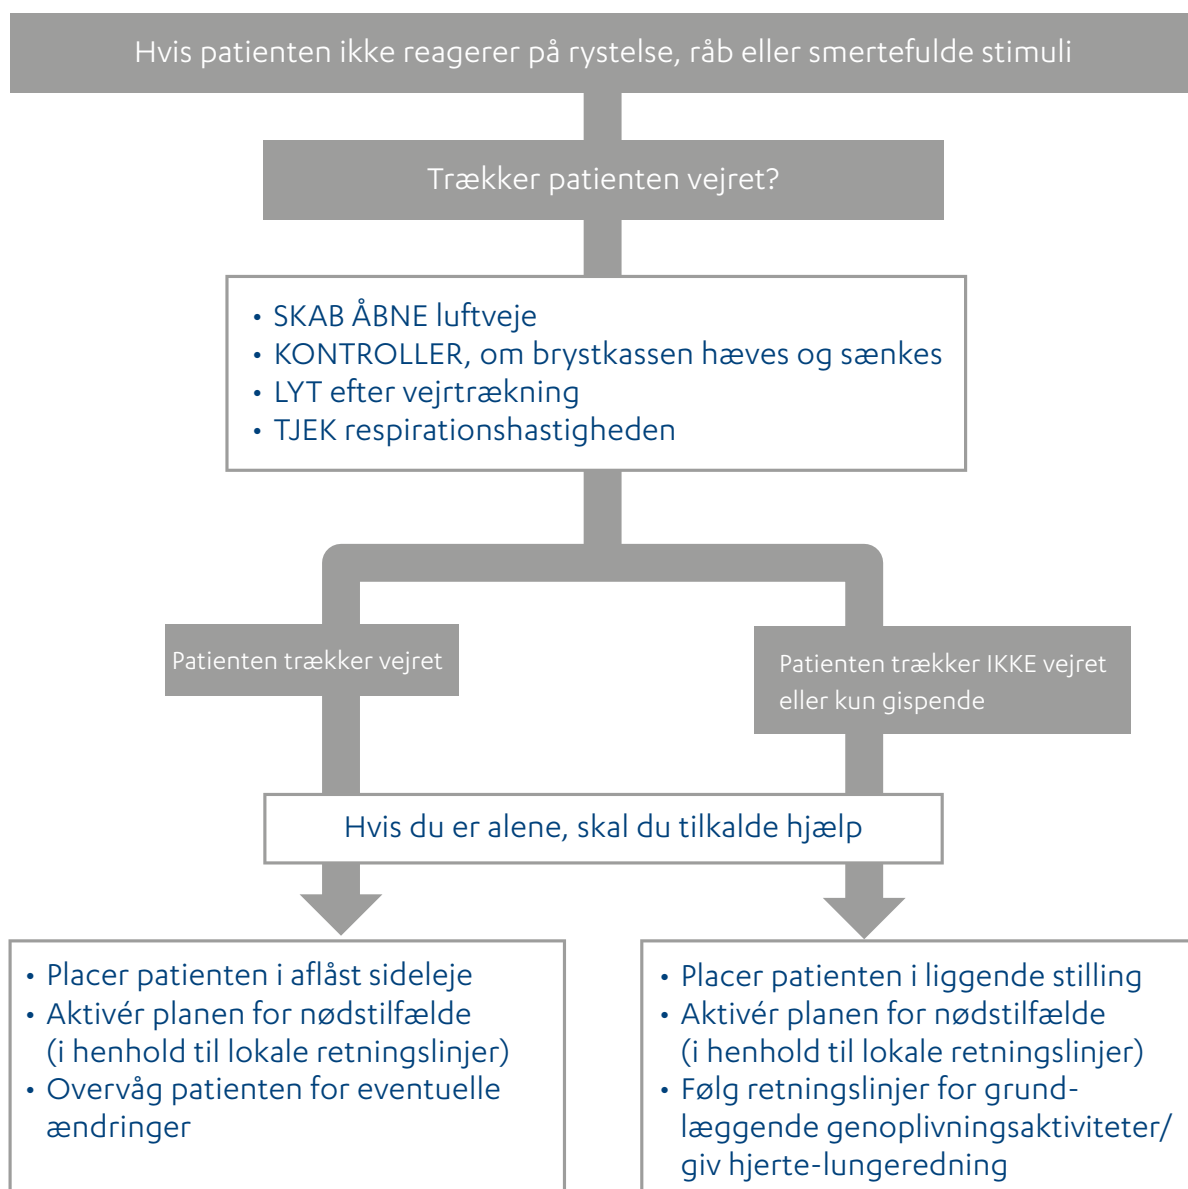 Hvis patienten ikke reagerer på rystelse, råb eller smertefulde stimuli
Trækker patienten vejret?
• SKAB ÅBNE luftveje
• KONTROLLER, om brystkassen hæves og sænkes
• LYT efter vejrtrækning
• TJEK respirationshastigheden
Patienten trækker vejret
Patienten trækker IKKE vejret
eller kun gispende
Hvis du er alene, skal du tilkalde hjælp
• Placer patienten i aflåst sideleje
• Aktivér planen for nødstilfælde
(i henhold til lokale retningslinjer)
• Overvåg patienten for eventuelle
ændringer
• Placer patienten i liggende stilling
• Aktivér planen for nødstilfælde
(i henhold til lokale retningslinjer)
• Følg retningslinjer for grund-
læggende genoplivningsaktiviteter/
giv hjerte-lungeredning